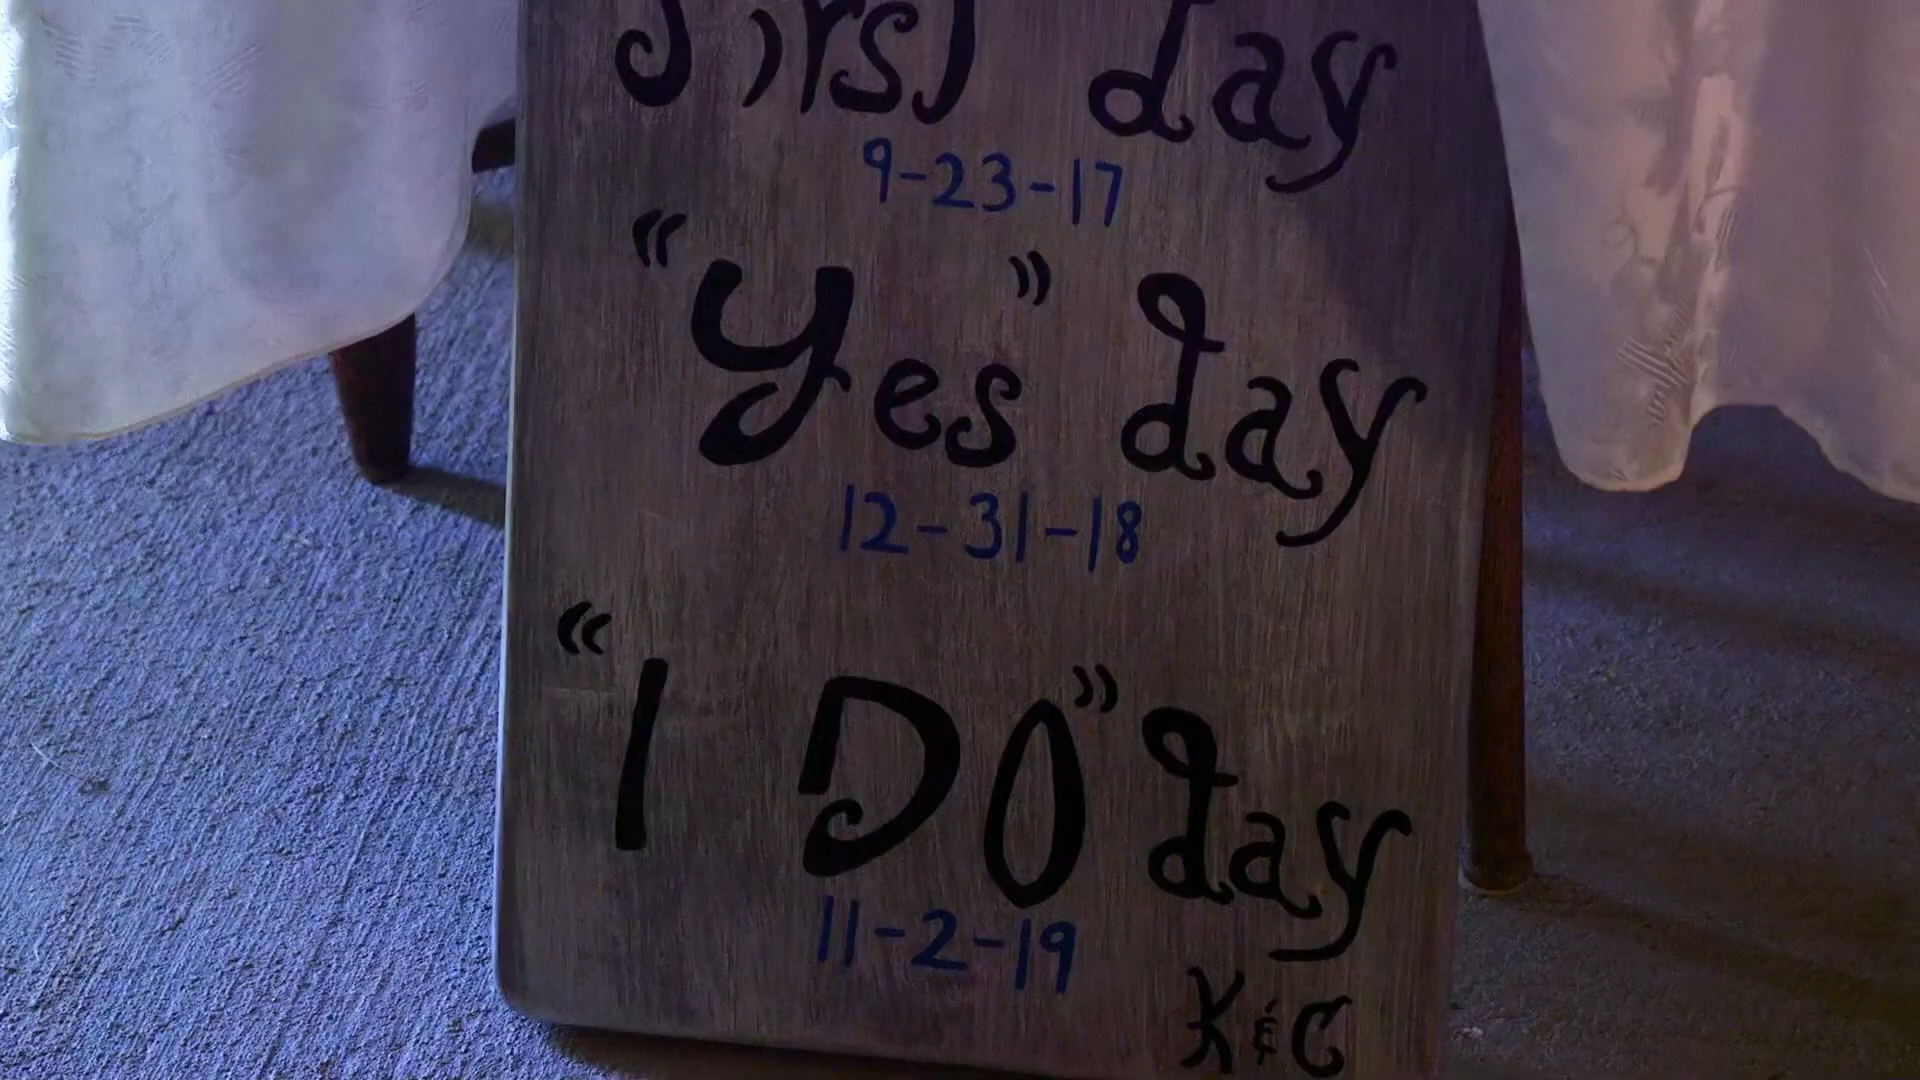 first day
9-23-17
"Yes" day
12-31-18
"I DO" day
11-2-19
K & C